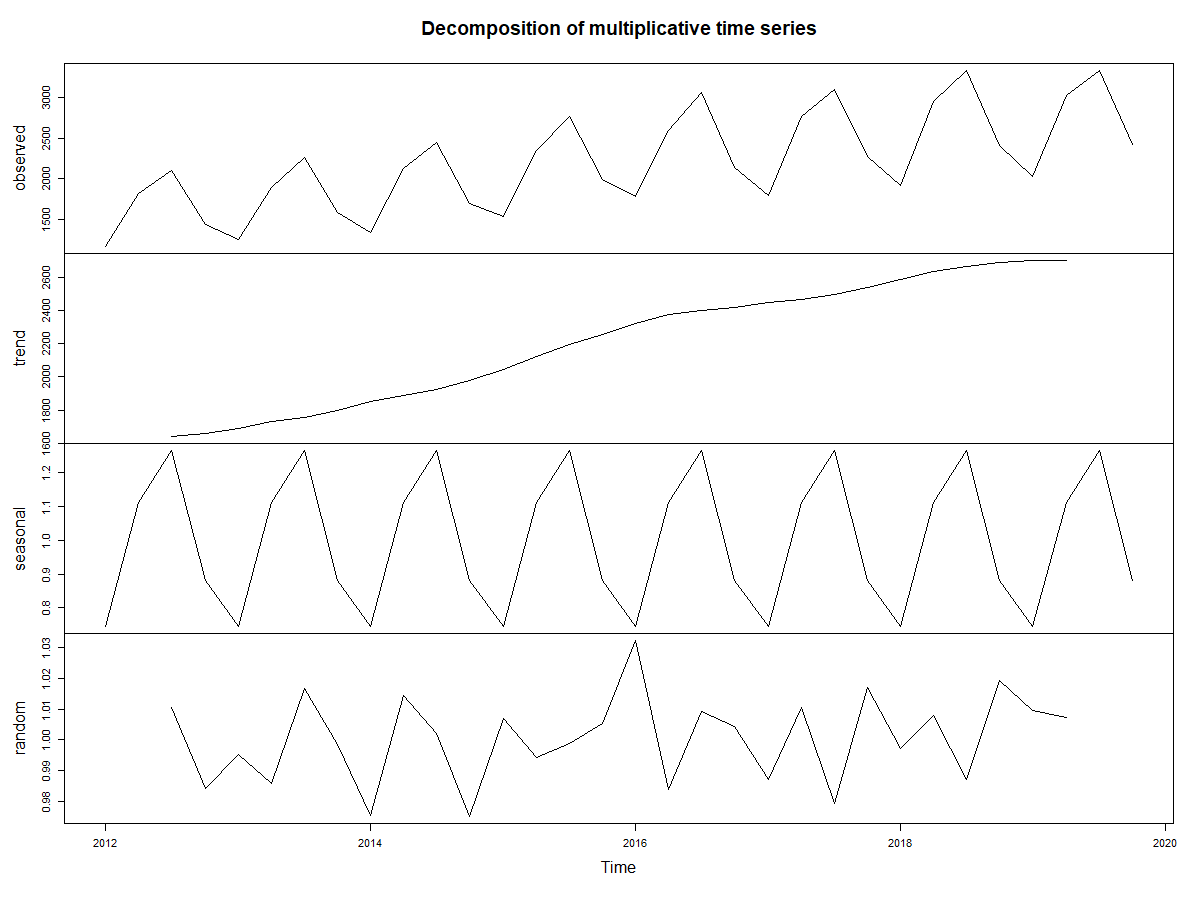 Decomposition of multiplicative time series
observed
1500 2000 2500 3000
trend
1600 1800 2000 2200 2400 2600
seasonal
0.8 0.9 1.0 1.1 1.2
random
0.98 0.99 1.00 1.01 1.02 1.03
2012 2014 2016 2018 2020
Time